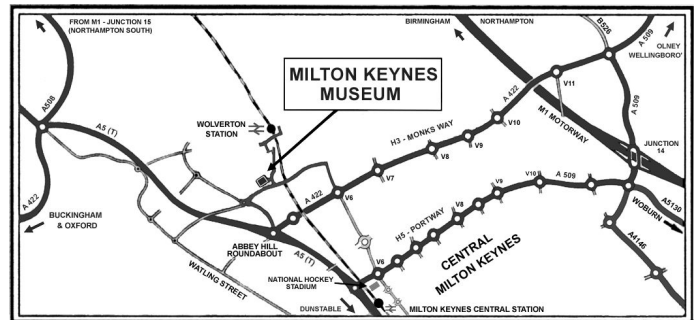 FROM M1 - JUNCTION 15
(NORTHAMPTON SOUTH)
BIRMINGHAM
NORTHAMPTON
B526
A 509
OLNEY
WELLINGBORO'
MILTON KEYNES
MUSEUM
A508
A5 (T)
WOLVERTON
STATION
V11
A 422
A 509
M1 MOTORWAY
V10
H3 - MONKS WAY
V9
V8
V7
JUNCTION
14
A 422
V6
A 422
V10
A 509
V9
V8
H5 - PORTWAY
A5130
WOBURN
BUCKINGHAM
& OXFORD
ABBEY HILL
ROUNDABOUT
A5 (T)
WATLING STREET
V6
CENTRAL
MILTON KEYNES
A4146
NATIONAL HOCKEY
STADIUM
DUNSTABLE
MILTON KEYNES CENTRAL STATION